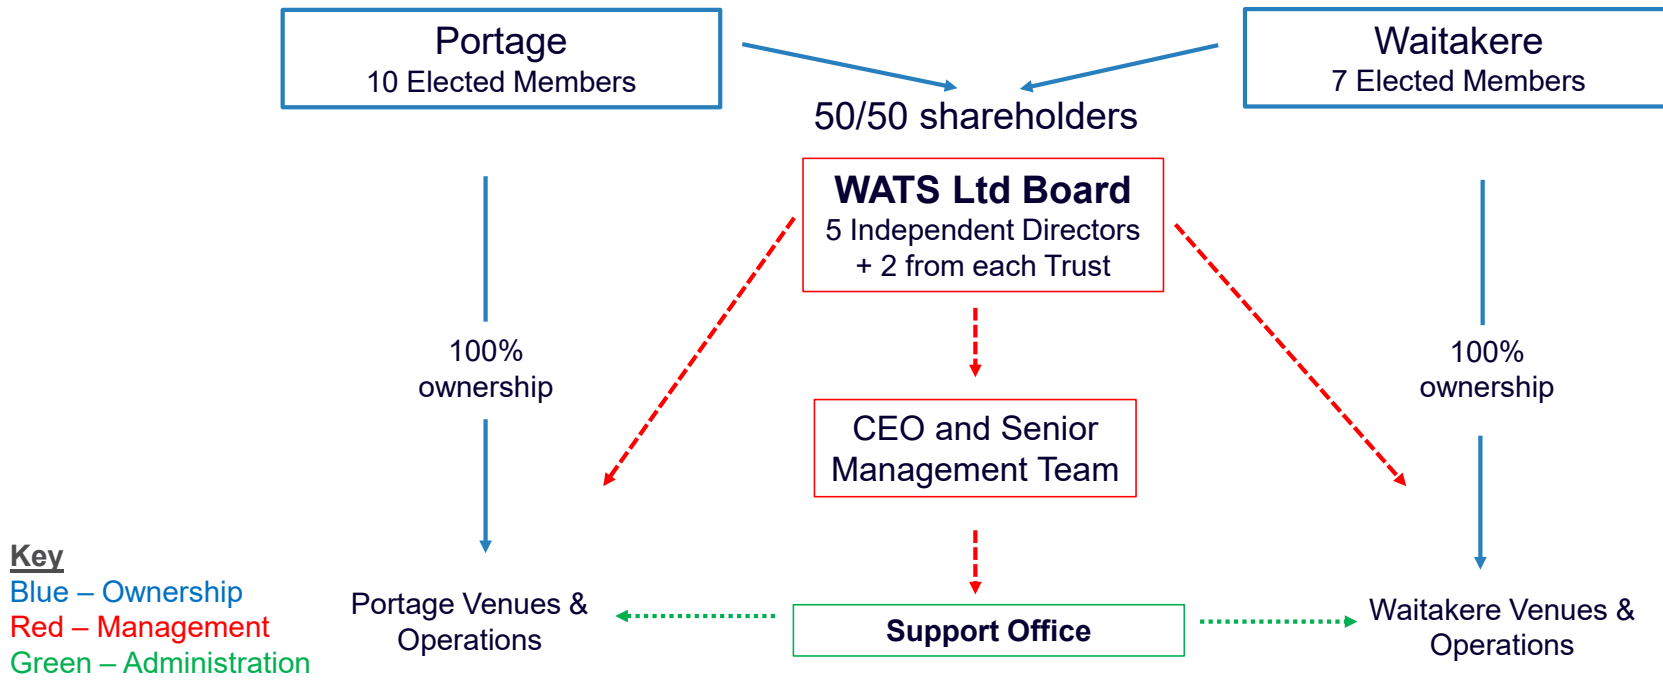 Portage
10 Elected Members
Waitakere
7 Elected Members
50/50 shareholders
WATS Ltd Board
5 Independent Directors
+ 2 from each Trust
100%
ownership
100%
ownership
CEO and Senior
Management Team
Key
Blue – Ownership
Red – Management
Green – Administration
Portage Venues &
Operations
Support Office
Waitakere Venues &
Operations